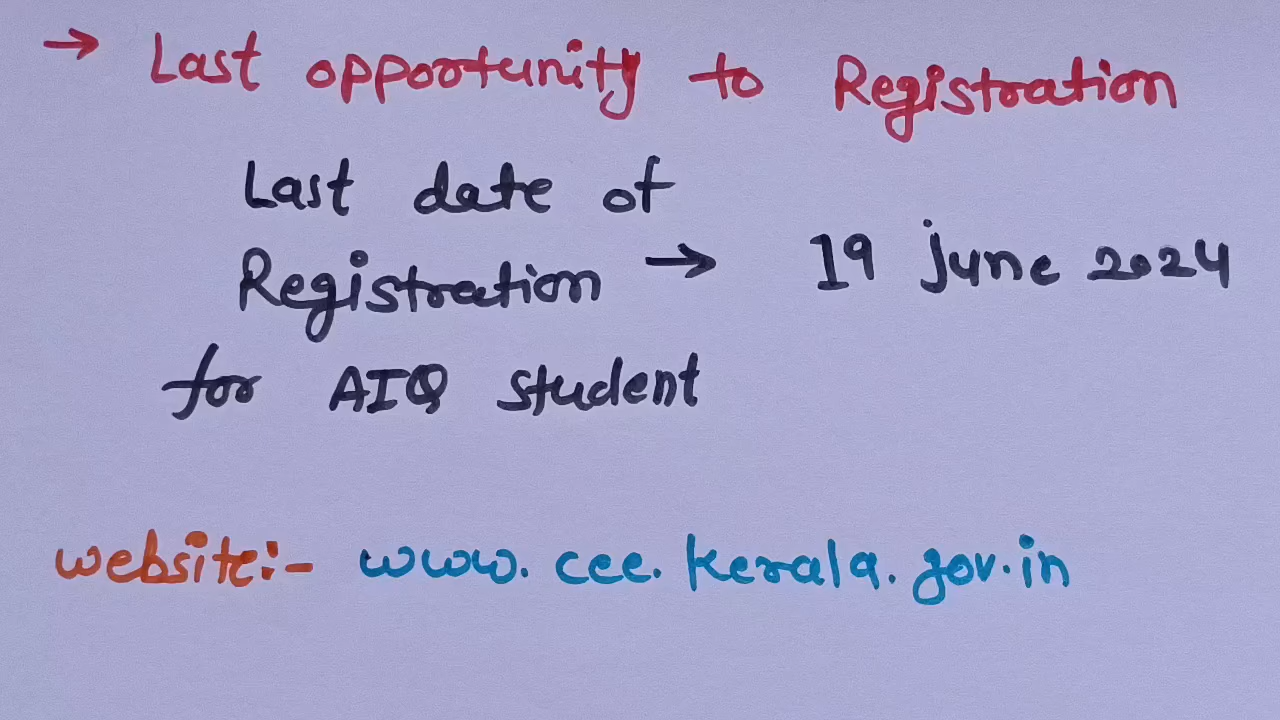 → Last opportunity to Registration
Last date of
Registration → 19 June 2024
for AIQ student
website:- www.cee.kerala.gov.in